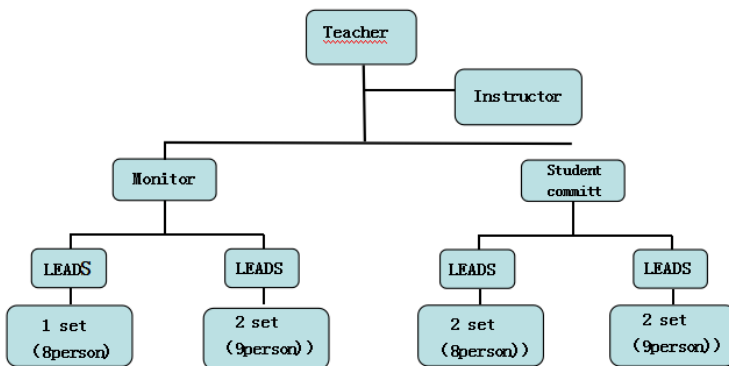 Teacher
Instructor
Monitor
Student
committ
LEADS
LEADS
LEADS
LEADS
1 set
（8person)
2 set
（9person)）
2 set
（8person)）
2 set
（9person)）